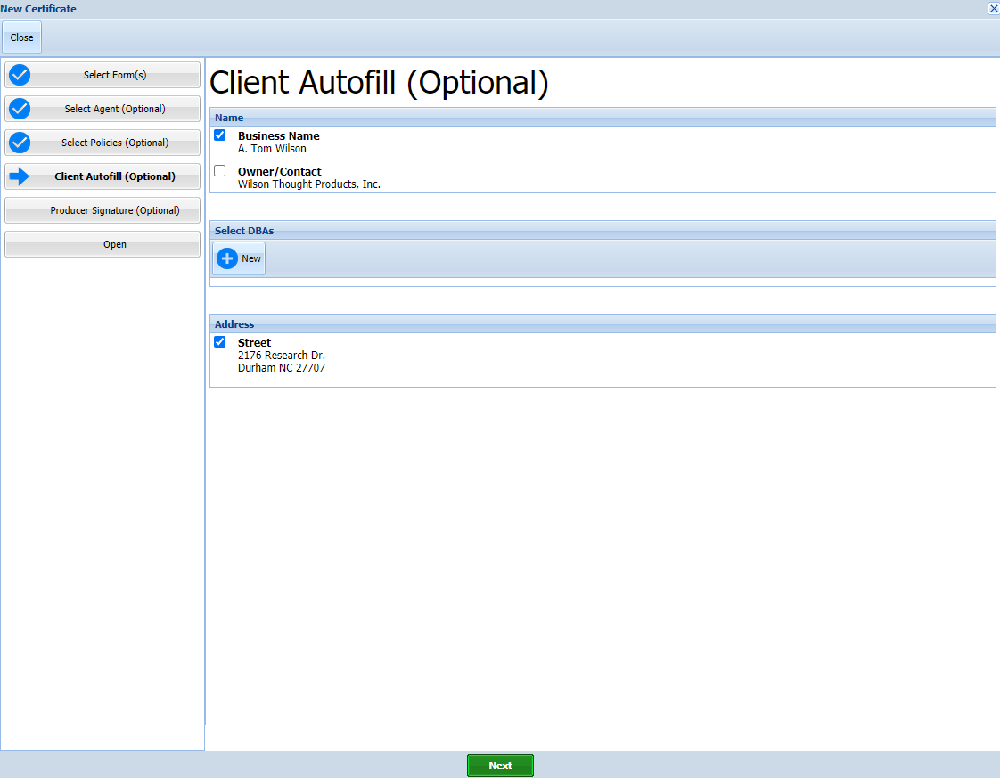 New Certificate
Close
Select Form(s)
Select Agent (Optional)
Select Policies (Optional)
Client Autofill (Optional)
Producer Signature (Optional)
Open
Client Autofill (Optional)
Name
Business Name
A. Tom Wilson
Owner/Contact
Wilson Thought Products, Inc.
Select DBAs
New
Address
Street
2176 Research Dr.
Durham NC 27707
Next